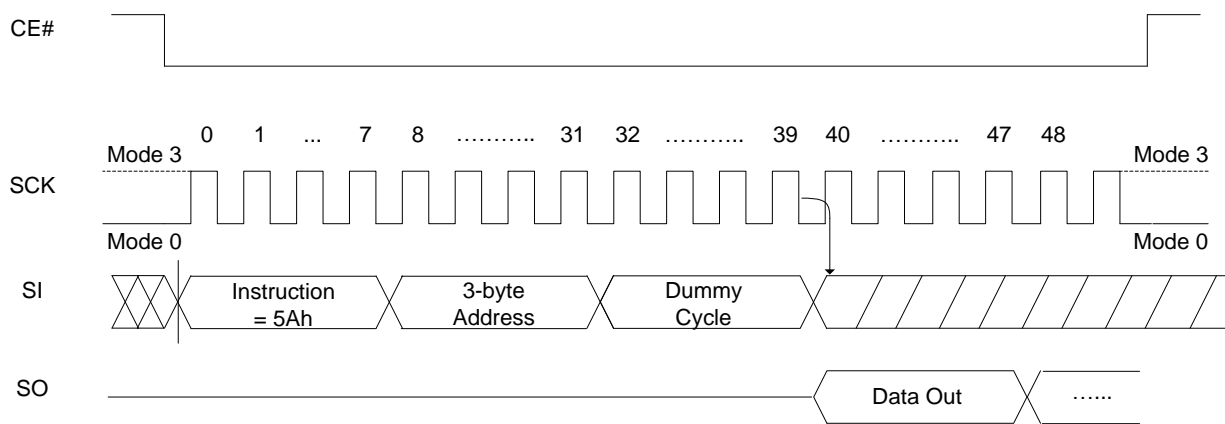 CE#
0 1 ... 7 8 ……….. 31 32 ……….. 39 40 ……….. 47 48
Mode 3 Mode 3
SCK
Mode 0 Mode 0
SI
Instruction
= 5Ah
3-byte
Address
Dummy
Cycle
SO
Data Out
…...